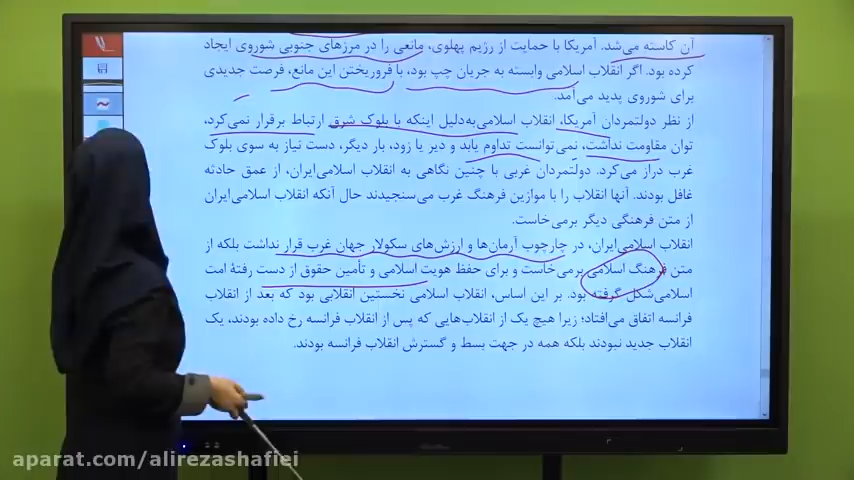 آن کاسته می‌شد. آمریکا با حمایت از رژیم پهلوی، مانعی را در مرزهای جنوبی شوروی ایجاد
کرده بود. اگر انقلاب اسلامی وابسته به جریان چپ بود، با فروریختن این مانع، فرصت جدیدی
برای شوروی پدید می‌آمد.
از نظر دولتمردان آمریکا، انقلاب اسلامی‌به‌دلیل اینکه با بلوک شرق ارتباط برقرار نمی‌کرد،
توان مقاومت نداشت، نمی‌توانست تداوم یابد و دیر یا زود، بار دیگر، دست نیاز به سوی بلوک
غرب دراز می‌کرد. دولتمردان غربی با چنین نگاهی به انقلاب اسلامی‌ایران، از عمق حادثه
غافل بودند. آنها انقلاب را با موازین فرهنگ غرب می‌سنجیدند حال آنکه انقلاب اسلامی‌ایران
از متن فرهنگی دیگر برمی‌خاست.
انقلاب اسلامی‌ایران، در چارچوب آرمان‌ها و ارزش‌های سکولار جهان غرب قرار نداشت بلکه از
متن فرهنگ اسلامی برمی‌خاست و برای حفظ هویت اسلامی و تأمین حقوق از دست رفتهٔ امت
اسلامی‌شکل گرفته بود. بر این اساس، انقلاب اسلامی نخستین انقلابی بود که بعد از انقلاب
فرانسه اتفاق می‌افتاد؛ زیرا هیچ یک از انقلاب‌هایی که پس از انقلاب فرانسه رخ داده بودند، یک
انقلاب جدید نبودند بلکه همه در جهت بسط و گسترش انقلاب فرانسه بودند.
aparat.com/alirezashafiei